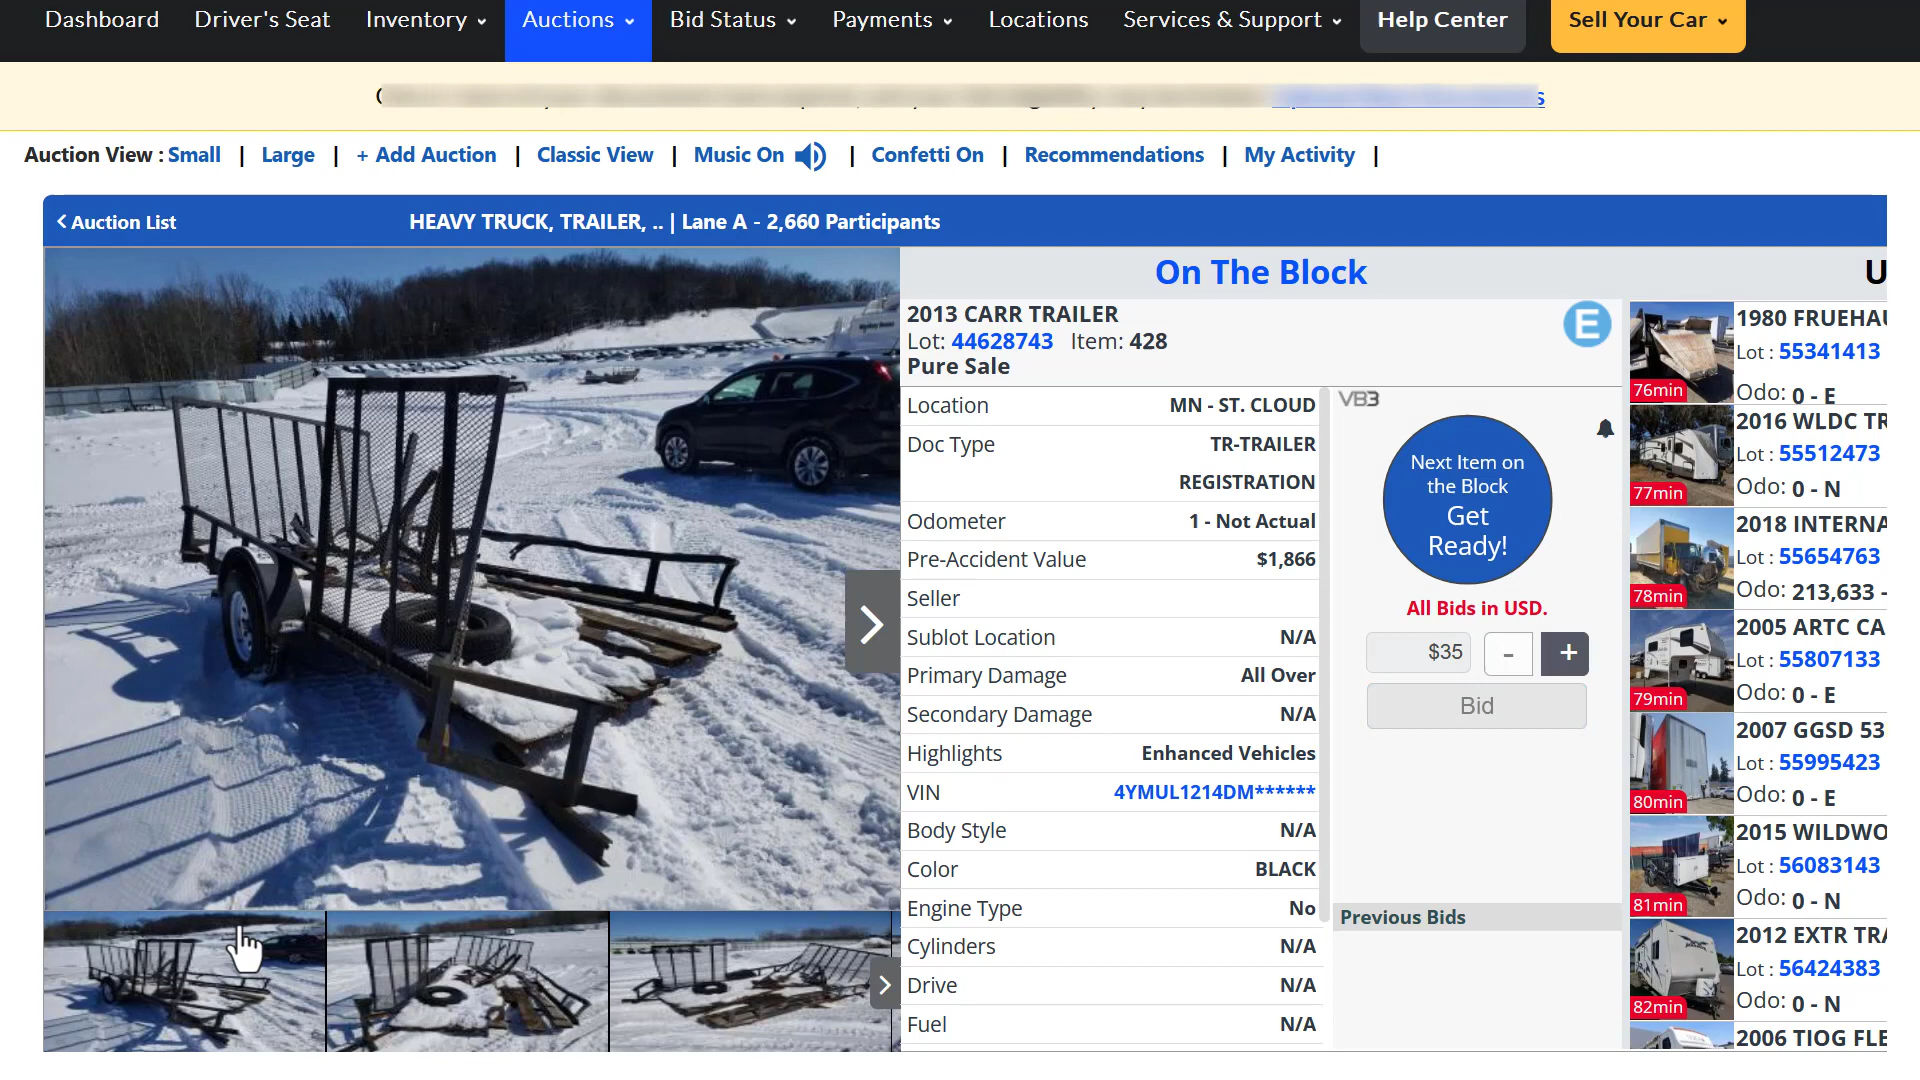 Dashboard Driver's Seat Inventory Auctions Bid Status Payments Locations Services & Support Help Center Sell Your Car
Auction View : Small | Large | + Add Auction | Classic View | Music On | Confetti On | Recommendations | My Activity |
Auction List
HEAVY TRUCK, TRAILER, .. | Lane A - 2,660 Participants
On The Block
2013 CARR TRAILER
Lot: 44628743 Item: 428
Pure Sale
E
Location MN - ST. CLOUD
Doc Type TR-TRAILER
REGISTRATION
Odometer 1 - Not Actual
Pre-Accident Value $1,866
Seller
Sublot Location N/A
Primary Damage All Over
Secondary Damage N/A
Highlights Enhanced Vehicles
VIN 4YMUL1214DM******
Body Style N/A
Color BLACK
Engine Type No
Cylinders N/A
Drive N/A
Fuel N/A
VB3
Next Item on
the Block
Get
Ready!
All Bids in USD.
$35 - +
Bid
Previous Bids
U
1980 FRUEHAU
Lot : 55341413
76min Odo: 0 - E
2016 WLDC TR
Lot : 55512473
77min Odo: 0 - N
2018 INTERNA
Lot : 55654763
78min Odo: 213,633 -
2005 ARTC CA
Lot : 55807133
79min Odo: 0 - E
2007 GGSD 53
Lot : 55995423
80min Odo: 0 - E
2015 WILDWO
Lot : 56083143
81min Odo: 0 - N
2012 EXTR TRA
Lot : 56424383
82min Odo: 0 - N
2006 TIOG FLE